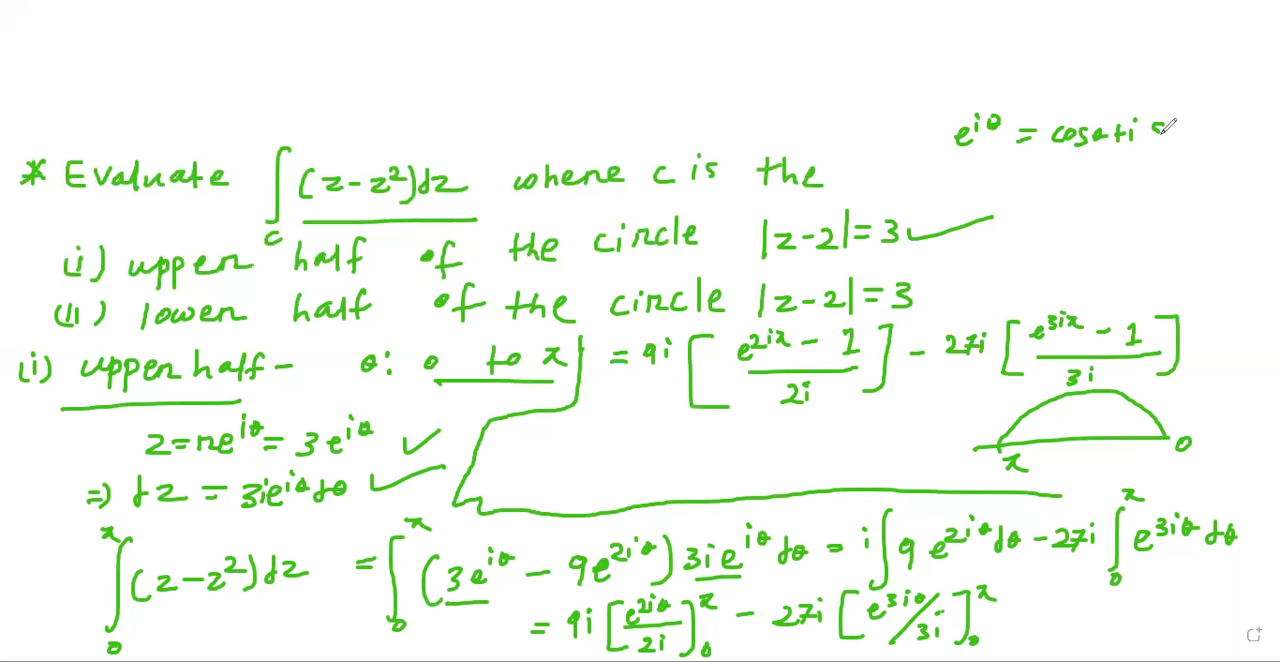 e^{iθ} = cosθ+i s
* Evaluate ∫_C (z-z²)dz where c is the
(i) upper half of the circle |z-2|=3 ✓
(ii) lower half of the circle |z-2|=3
(i) upper half - θ: 0 to π
= 9i [ (e^{2iπ} - 1)/2i ] - 27i [ (e^{3iπ} - 1)/3i ]
π 0
z=re^{iθ}= 3e^{iθ} ✓
=> dz = 3ie^{iθ}dθ ✓
∫_0^π (z-z²)dz = ∫_0^π (3e^{iθ} - 9e^{2iθ}) 3ie^{iθ}dθ = i∫9e^{2iθ}dθ - 27i ∫_0^π e^{3iθ}dθ
= 9i [e^{2iθ}/2i]_0^π - 27i [e^{3iθ}/3i]_0^π